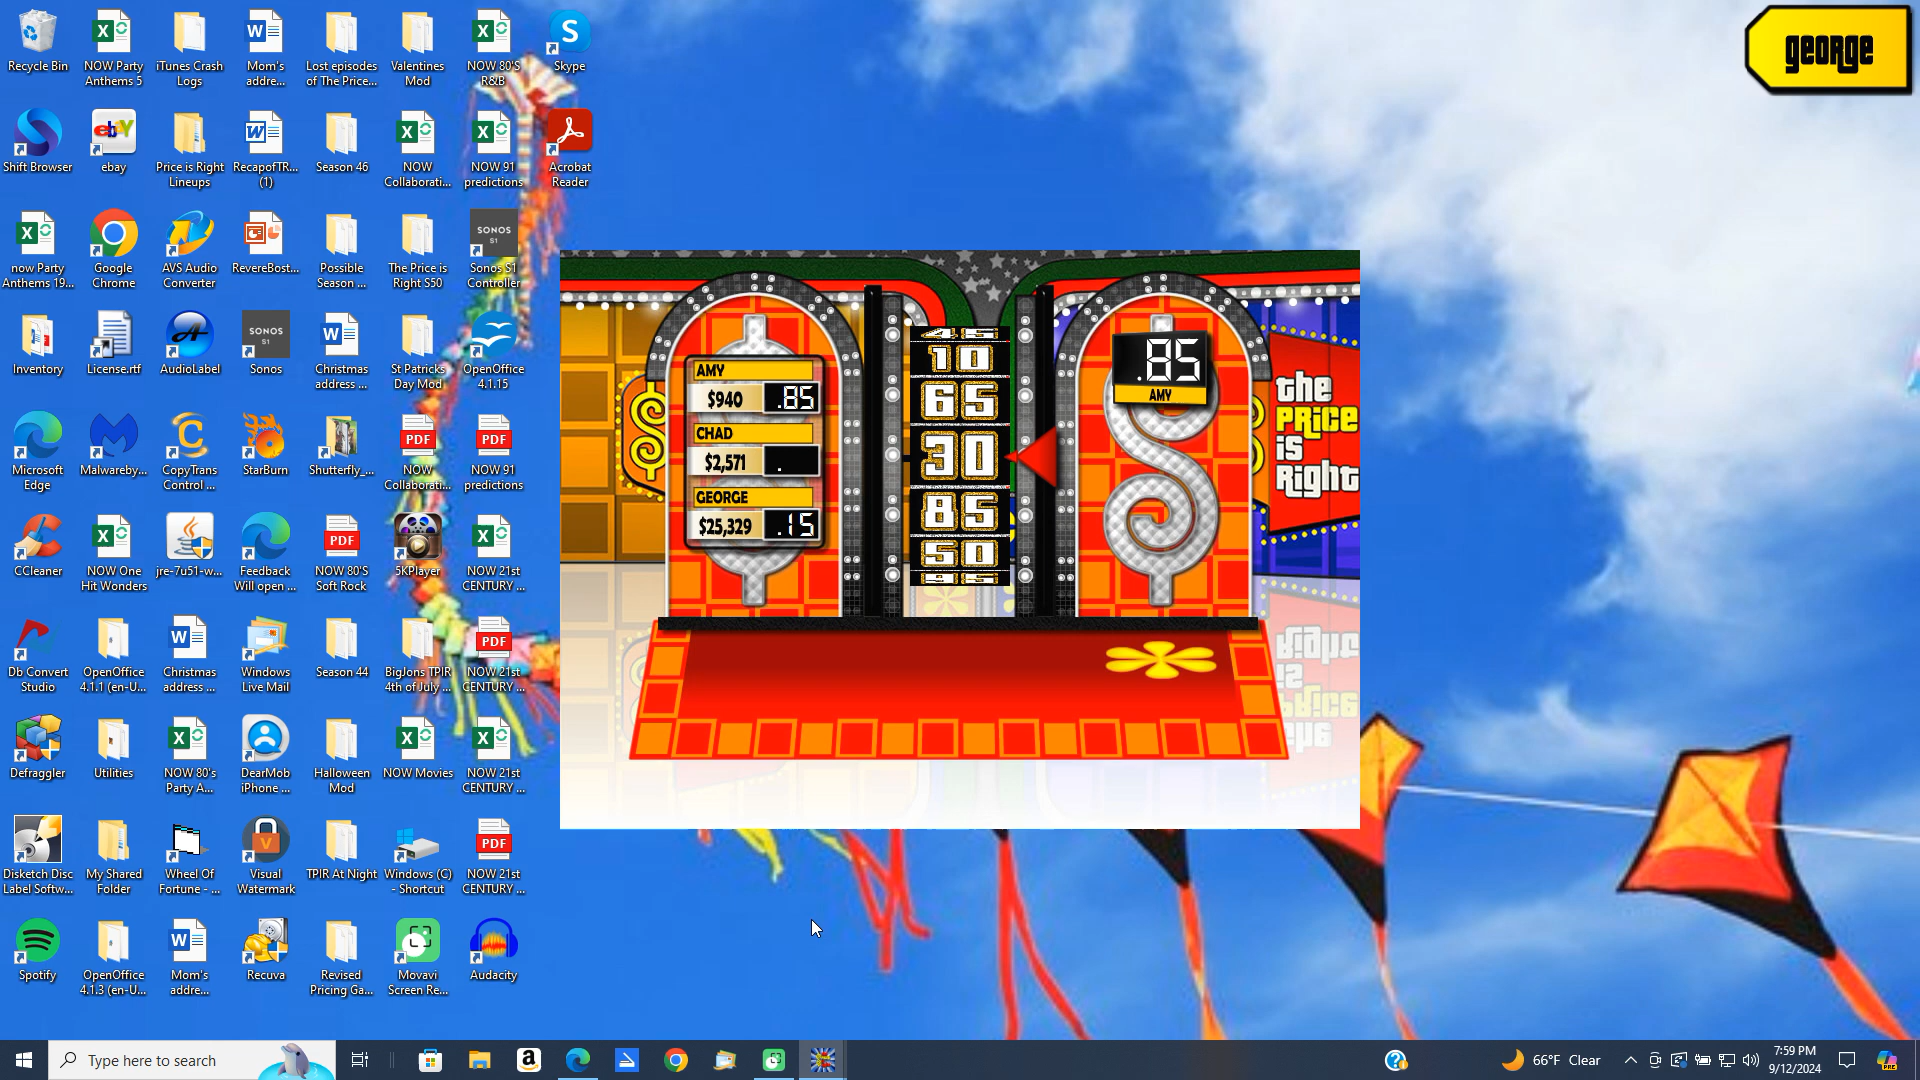 Recycle Bin
NOW Party
Anthems 5
iTunes Crash
Logs
Mom's
addre...
Lost episodes
of The Price...
Valentines
Mod
NOW 80'S
R&B
Skype
Shift Browser
ebay
Price is Right
Lineups
RecapofTR...
(1)
Season 46
NOW
Collaborati...
NOW 91
predictions
Acrobat
Reader
now Party
Anthems 19...
Google
Chrome
AVS Audio
Converter
RevereBost...
Possible
Season ...
The Price is
Right S50
SONOS
S1
Sonos S1
Controller
Inventory
License.rtf
AudioLabel
SONOS
S1
Sonos
Christmas
address ...
St Patricks
Day Mod
OpenOffice
4.1.15
Microsoft
Edge
Malwareby...
CopyTrans
Control ...
StarBurn
Shutterfly_...
PDF
NOW
Collaborati...
PDF
NOW 91
predictions
CCleaner
NOW One
Hit Wonders
jre-7u51-w...
Feedback
Will open ...
PDF
NOW 80'S
Soft Rock
5KPlayer
NOW 21st
CENTURY ...
Db Convert
Studio
OpenOffice
4.1.1 (en-U...
Christmas
address ...
Windows
Live Mail
Season 44
BigJons TPIR
4th of July ...
PDF
NOW 21st
CENTURY ...
Defraggler
Utilities
NOW 80's
Party A...
DearMob
iPhone ...
Halloween
Mod
NOW Movies
NOW 21st
CENTURY ...
Disketch Disc
Label Softw...
My Shared
Folder
Wheel Of
Fortune - ...
Visual
Watermark
TPIR At Night
Windows (C)
- Shortcut
PDF
NOW 21st
CENTURY ...
Spotify
OpenOffice
4.1.3 (en-U...
Mom's
addre...
Recuva
Revised
Pricing Ga...
Movavi
Screen Re...
Audacity
george
AMY
$940 .85
CHAD
$2,571 .
GEORGE
$25,329 .15
45
10
65
30
85
50
.85
AMY
the
PRICE
is
Right
Type here to search
66°F Clear
7:59 PM
9/12/2024